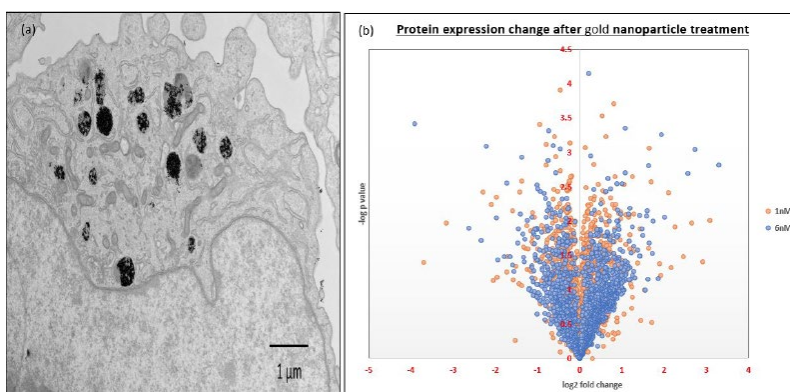 (a)
1 µm
(b)
Protein expression change after gold nanoparticle treatment
4.5
4
3.5
3
2.5
2
1.5
1
0.5
0
-log p value
-5 -4 -3 -2 -1 0 1 2 3 4
log2 fold change
1nM
6nM